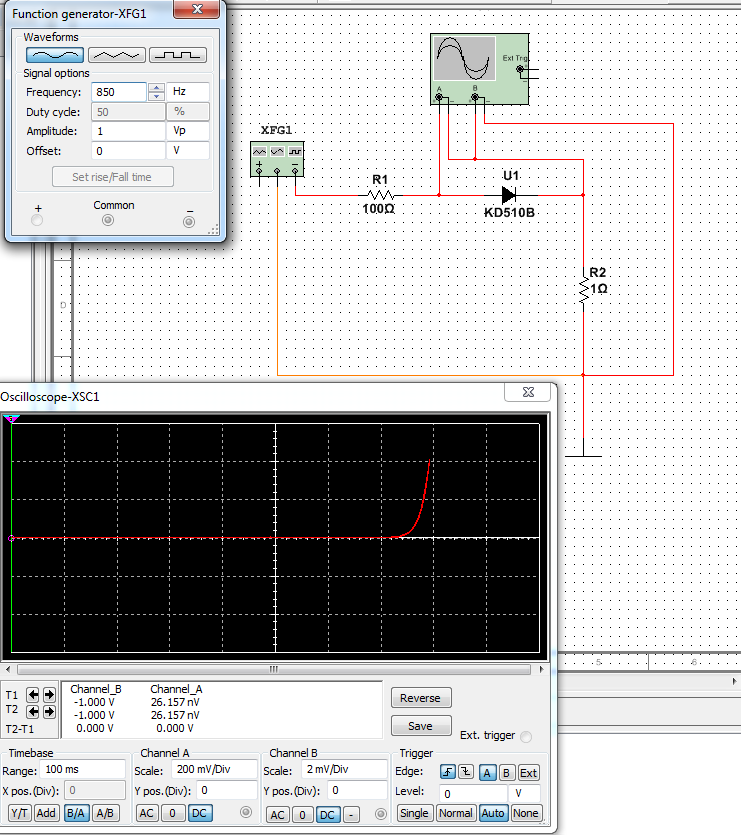 Function generator-XFG1
Waveforms
Signal options
Frequency: 850 Hz
Duty cycle: 50 %
Amplitude: 1 Vp
Offset: 0 V
Set rise/Fall time
+ Common −
XFG1
+ −
A B Ext Trig
+ − + −
R1
100Ω
U1
KD510B
R2
1Ω
D
5 6
Oscilloscope-XSC1
Channel_B Channel_A
T1 -1.000 V 26.157 nV
T2 -1.000 V 26.157 nV
T2-T1 0.000 V 0.000 V
Reverse
Save
Ext. trigger
Timebase
Range: 100 ms
X pos.(Div): 0
Y/T Add B/A A/B
Channel A
Scale: 200 mV/Div
Y pos.(Div): 0
AC 0 DC
Channel B
Scale: 2 mV/Div
Y pos.(Div): 0
AC 0 DC -
Trigger
Edge: A B Ext
Level: 0 V
Single Normal Auto None